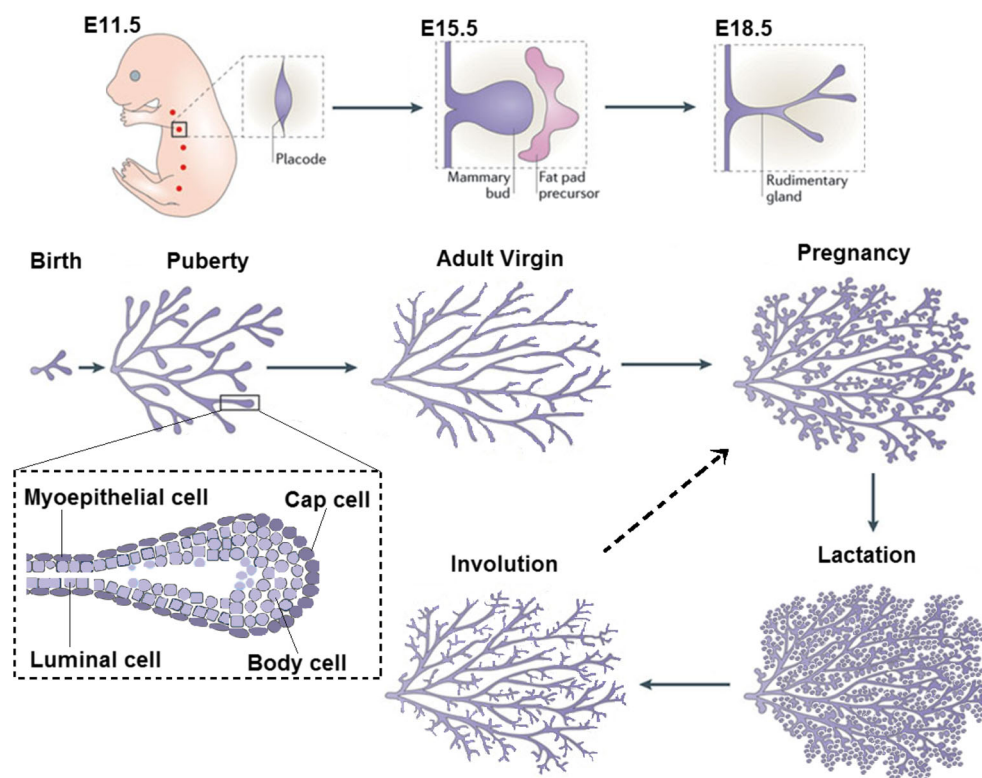 E11.5
E15.5
E18.5
Placode
Mammary
bud
Fat pad
precursor
Rudimentary
gland
Birth
Puberty
Adult Virgin
Pregnancy
Myoepithelial cell
Cap cell
Luminal cell
Body cell
Involution
Lactation